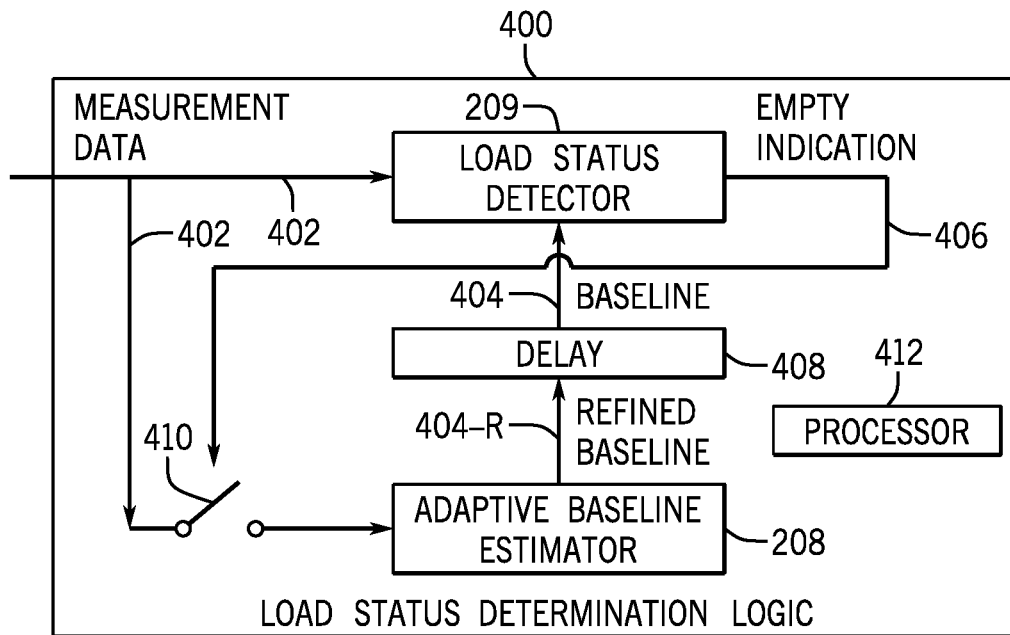 400
MEASUREMENT
DATA
209
EMPTY
INDICATION
LOAD STATUS
DETECTOR
402
402
406
404
BASELINE
DELAY
408
412
PROCESSOR
404-R
REFINED
BASELINE
410
ADAPTIVE BASELINE
ESTIMATOR
208
LOAD STATUS DETERMINATION LOGIC